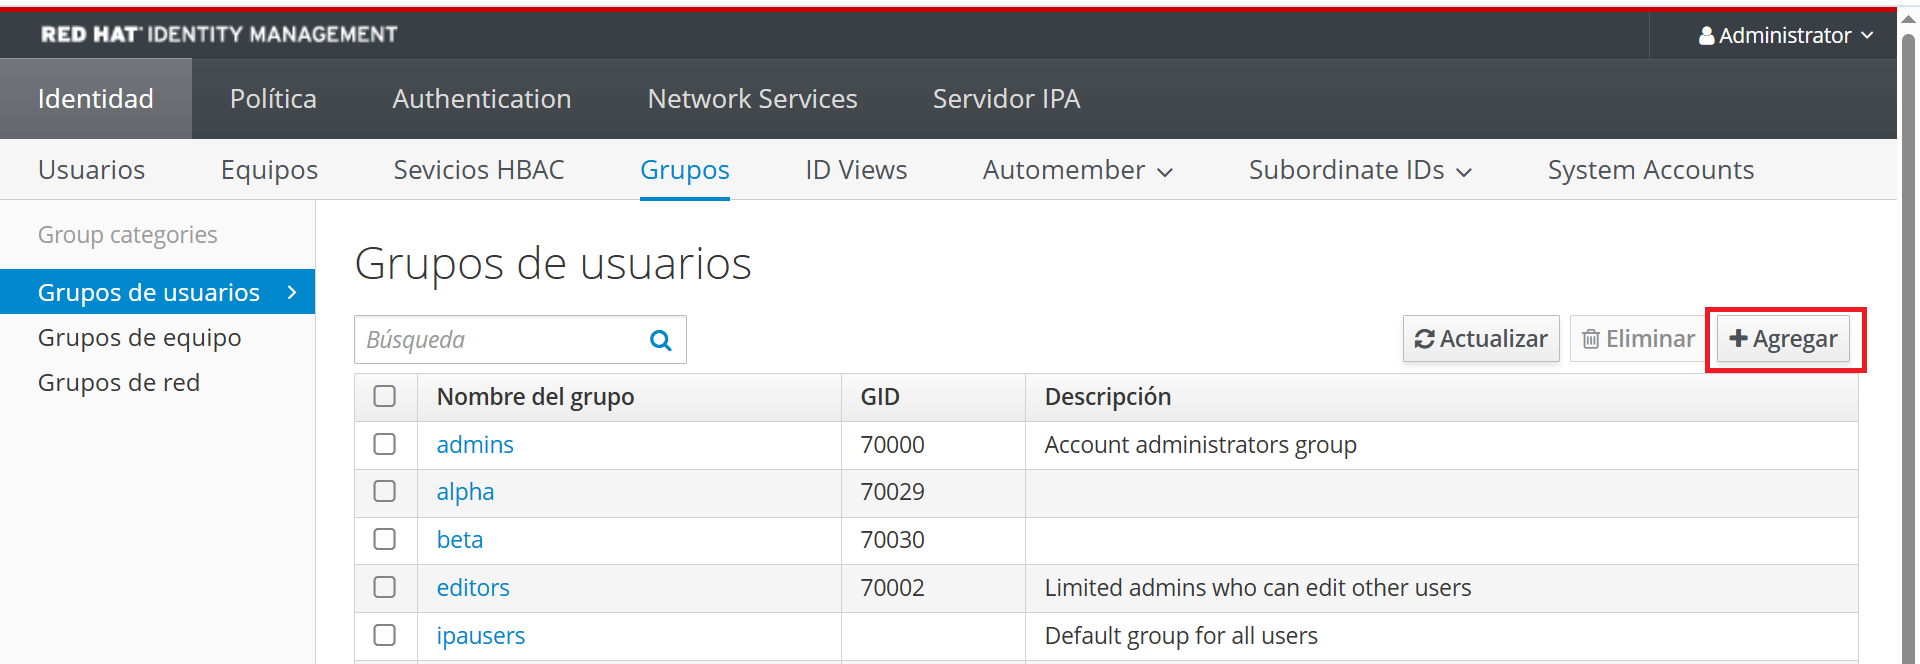 RED HAT IDENTITY MANAGEMENT
Administrator
Identidad Política Authentication Network Services Servidor IPA
Usuarios Equipos Sevicios HBAC Grupos ID Views Automember Subordinate IDs System Accounts
Group categories
Grupos de usuarios
Grupos de equipo
Grupos de red
Grupos de usuarios
Búsqueda
Actualizar Eliminar Agregar
Nombre del grupo GID Descripción
admins 70000 Account administrators group
alpha 70029
beta 70030
editors 70002 Limited admins who can edit other users
ipausers Default group for all users